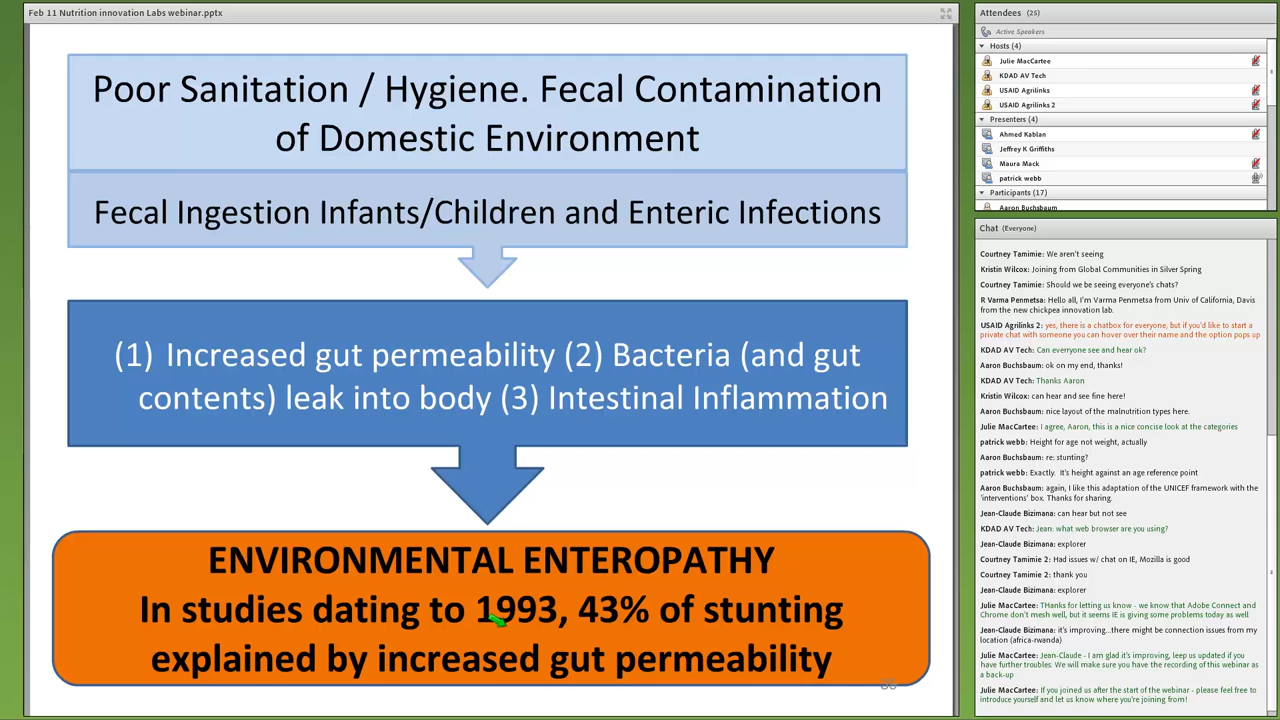 Feb 11 Nutrition innovation Labs webinar.pptx
Poor Sanitation / Hygiene. Fecal Contamination
of Domestic Environment
Fecal Ingestion Infants/Children and Enteric Infections
(1) Increased gut permeability (2) Bacteria (and gut
contents) leak into body (3) Intestinal Inflammation
ENVIRONMENTAL ENTEROPATHY
In studies dating to 1993, 43% of stunting
explained by increased gut permeability
Attendees (25)
Active Speakers
Hosts (4)
Julie MacCartee
KDAD AV Tech
USAID Agrilinks
USAID Agrilinks 2
Presenters (4)
Ahmed Kablan
Jeffrey K Griffiths
Maura Mack
patrick webb
Participants (17)
Aaron Buchsbaum
Chat (Everyone)
Courtney Tamimie: We aren't seeing
Kristin Wilcox: Joining from Global Communities in Silver Spring
Courtney Tamimie: Should we be seeing everyone's chats?
R Varma Penmetsa: Hello all, I'm Varma Penmetsa from Univ of California, Davis
from the new chickpea innovation lab.
USAID Agrilinks 2: yes, there is a chatbox for everyone, but if you'd like to start a
private chat with someone you can hover over their name and the option pops up
KDAD AV Tech: Can everyone see and hear ok?
Aaron Buchsbaum: ok on my end, thanks!
KDAD AV Tech: Thanks Aaron
Kristin Wilcox: can hear and see fine here!
Aaron Buchsbaum: nice layout of the malnutrition types here.
Julie MacCartee: I agree, Aaron, this is a nice concise look at the categories
patrick webb: Height for age not weight, actually
Aaron Buchsbaum: re: stunting?
patrick webb: Exactly. It's height against an age reference point
Aaron Buchsbaum: again, I like this adaptation of the UNICEF framework with the
'interventions' box. Thanks for sharing.
Jean-Claude Bizimana: can hear but not see
KDAD AV Tech: Jean: what web browser are you using?
Jean-Claude Bizimana: explorer
Courtney Tamimie 2: Had issues w/ chat on IE, Mozilla is good
Courtney Tamimie 2: thank you
Jean-Claude Bizimana: explorer
Julie MacCartee: THanks for letting us know - we know that Adobe Connect and
Chrome don't mesh well, but it seems IE is giving some problems today as well
Jean-Claude Bizimana: it's improving...there might be connection issues from my
location (africa-rwanda)
Julie MacCartee: Jean-Claude - I am glad it's improving, leep us updated if you
have further troubles. We will make sure you have the recording of this webinar as
a back-up
Julie MacCartee: If you joined us after the start of the webinar - please feel free to
introduce yourself and let us know where you're joining from!